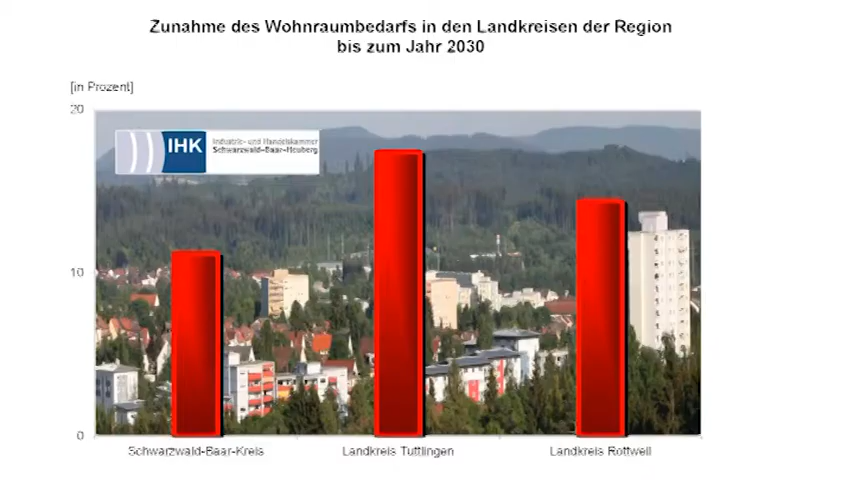 Zunahme des Wohnraumbedarfs in den Landkreisen der Region
bis zum Jahr 2030
[in Prozent]
20
IHK
Industrie- und Handelskammer
Schwarzwald-Baar-Heuberg
10
0
Schwarzwald-Baar-Kreis
Landkreis Tuttlingen
Landkreis Rottweil